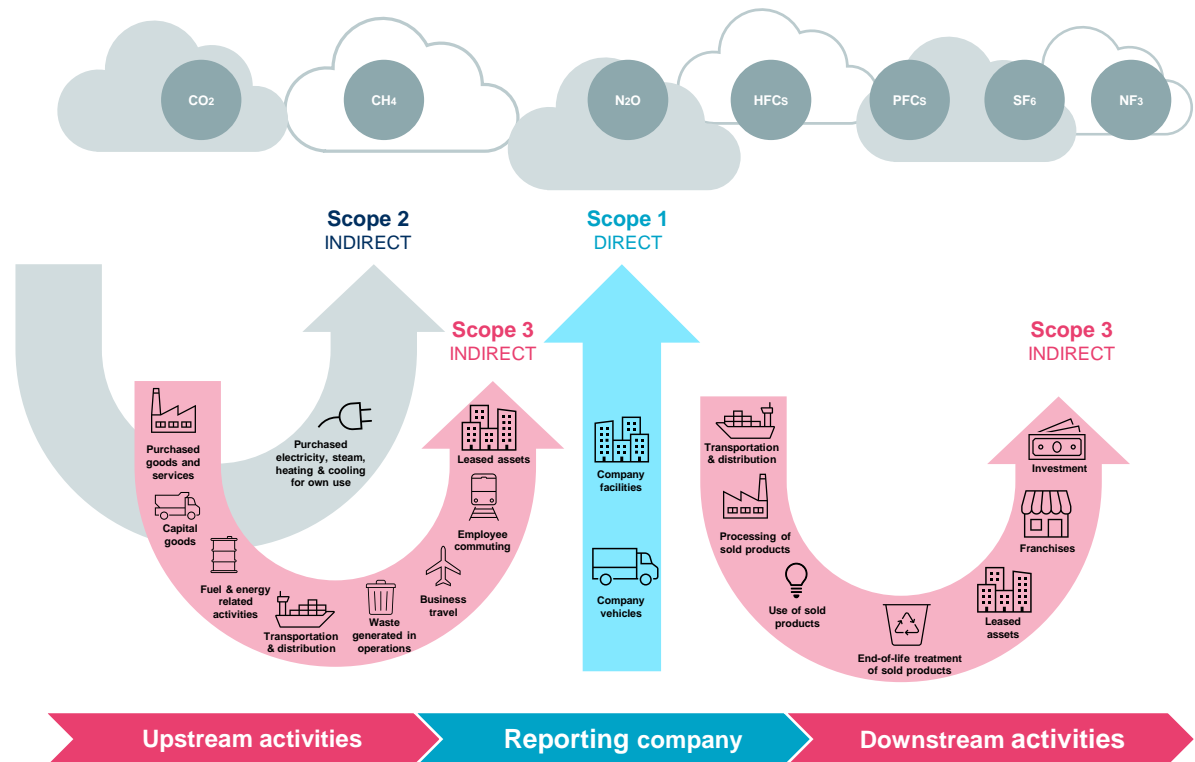 CO2
CH4
N2O
HFCs
PFCs
SF6
NF3
Scope 2
INDIRECT
Scope 1
DIRECT
Scope 3
INDIRECT
Scope 3
INDIRECT
Purchased
goods and
services
Capital
goods
Fuel & energy
related
activities
Transportation
& distribution
Waste
generated in
operations
Business
travel
Employee
commuting
Leased assets
Purchased
electricity, steam,
heating & cooling
for own use
Company
facilities
Company
vehicles
Transportation
& distribution
Processing of
sold products
Use of sold
products
End-of-life treatment
of sold products
Leased
assets
Franchises
Investment
Upstream activities
Reporting company
Downstream activities